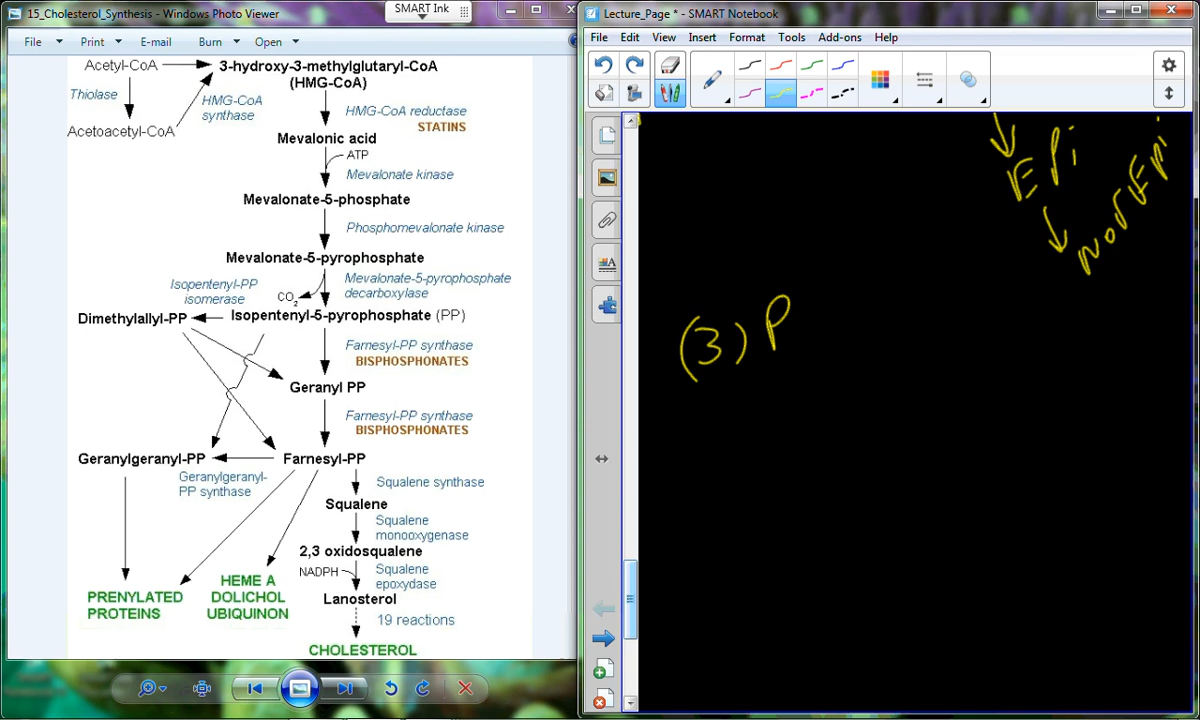 15_Cholesterol_Synthesis - Windows Photo Viewer
SMART Ink
File Print E-mail Burn Open
Acetyl-CoA
3-hydroxy-3-methylglutaryl-CoA
(HMG-CoA)
Thiolase
HMG-CoA
synthase
HMG-CoA reductase
STATINS
Acetoacetyl-CoA
Mevalonic acid
ATP
Mevalonate kinase
Mevalonate-5-phosphate
Phosphomevalonate kinase
Mevalonate-5-pyrophosphate
Isopentenyl-PP
isomerase
CO2
Mevalonate-5-pyrophosphate
decarboxylase
Dimethylallyl-PP
Isopentenyl-5-pyrophosphate (PP)
Farnesyl-PP synthase
BISPHOSPHONATES
Geranyl PP
Farnesyl-PP synthase
BISPHOSPHONATES
Geranylgeranyl-PP
Farnesyl-PP
Geranylgeranyl-
PP synthase
Squalene synthase
Squalene
Squalene
monooxygenase
2,3 oxidosqualene
NADPH
Squalene
epoxydase
Lanosterol
19 reactions
PRENYLATED
PROTEINS
HEME A
DOLICHOL
UBIQUINON
CHOLESTEROL
Lecture_Page * - SMART Notebook
File Edit View Insert Format Tools Add-ons Help
Epi
NorEpi
(3) P